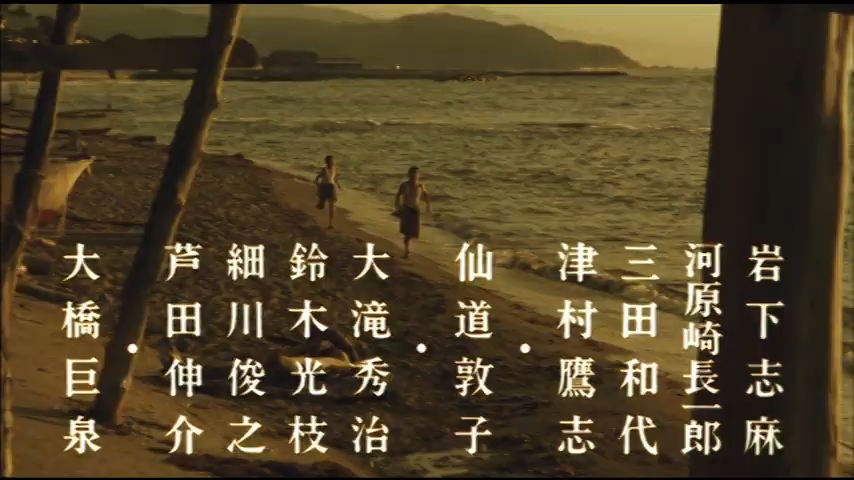 岩下志麻
河原崎長一郎
三田和代
津村鷹志
・
仙道敦子
・
大滝秀治
鈴木光枝
細川俊之
芦田伸介
・
大橋巨泉